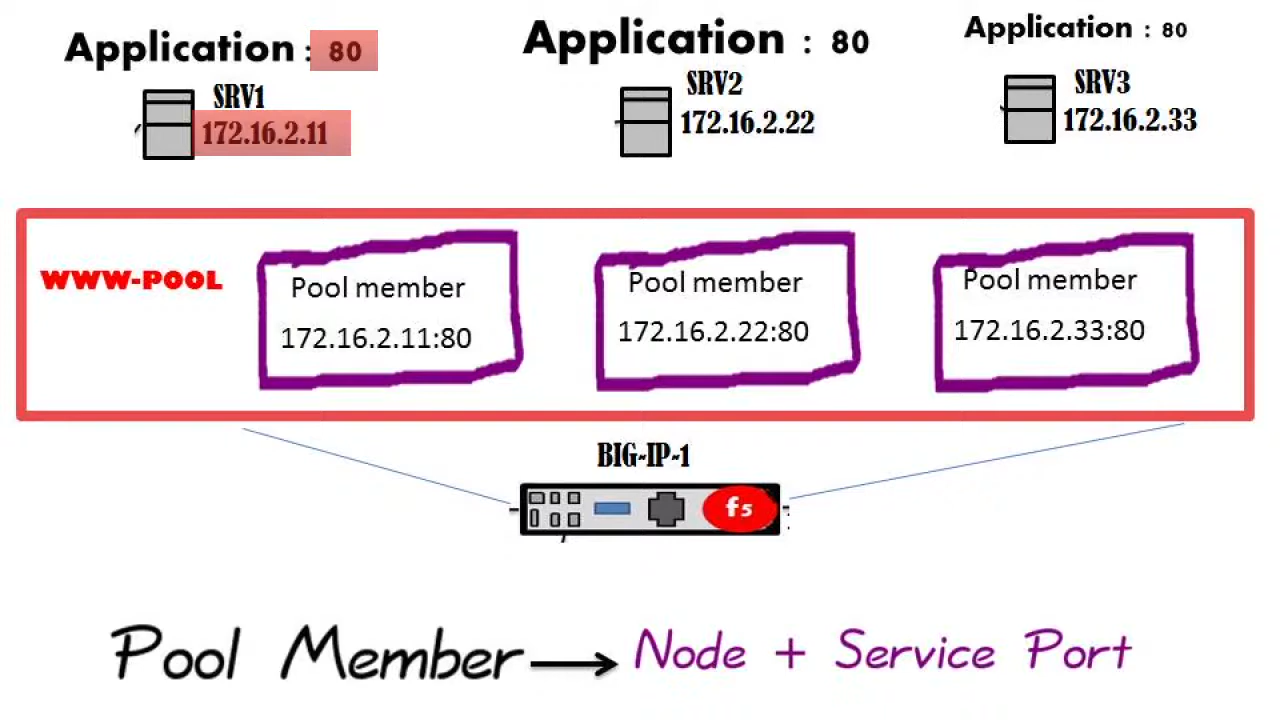 Application : 80
Application : 80
Application : 80
SRV1
172.16.2.11
SRV2
172.16.2.22
SRV3
172.16.2.33
WWW-POOL
Pool member
172.16.2.11:80
Pool member
172.16.2.22:80
Pool member
172.16.2.33:80
BIG-IP-1
f5
Pool Member → Node + Service Port